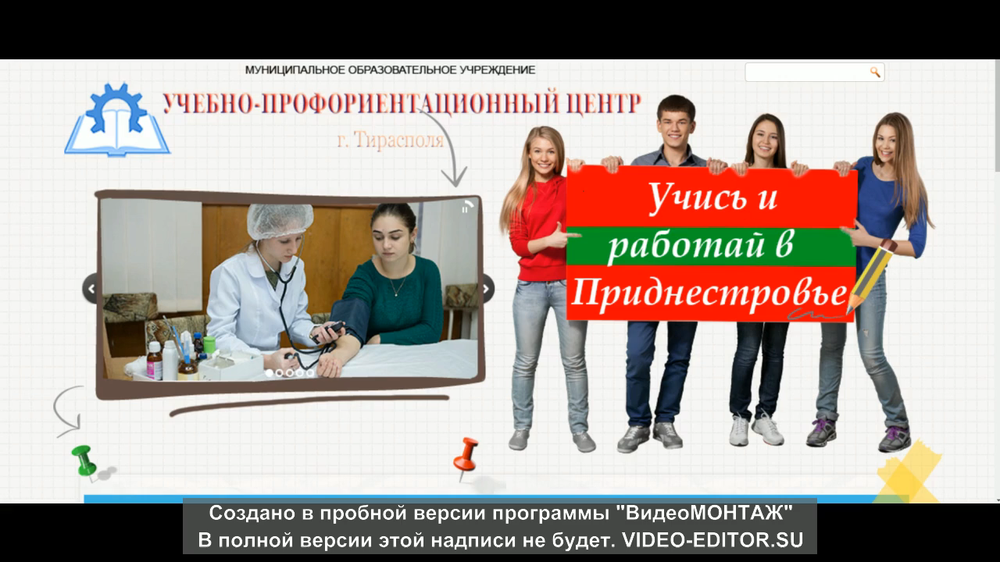 МУНИЦИПАЛЬНОЕ ОБРАЗОВАТЕЛЬНОЕ УЧРЕЖДЕНИЕ
УЧЕБНО-ПРОФОРИЕНТАЦИОННЫЙ ЦЕНТР
г. Тирасполя
Учись и
работай в
Приднестровье
Создано в пробной версии программы "ВидеоМОНТАЖ"
В полной версии этой надписи не будет. VIDEO-EDITOR.SU